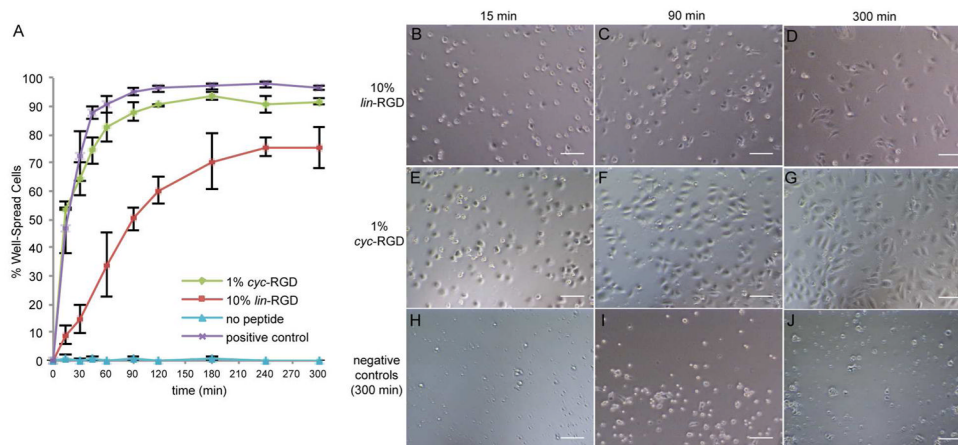 A
% Well-Spread Cells
100
90
80
70
60
50
40
30
20
10
0
0 30 60 90 120 150 180 210 240 270 300
time (min)
1% cyc-RGD
10% lin-RGD
no peptide
positive control
15 min 90 min 300 min
10%
lin-RGD
B C D
1%
cyc-RGD
E F G
negative
controls
(300 min)
H I J